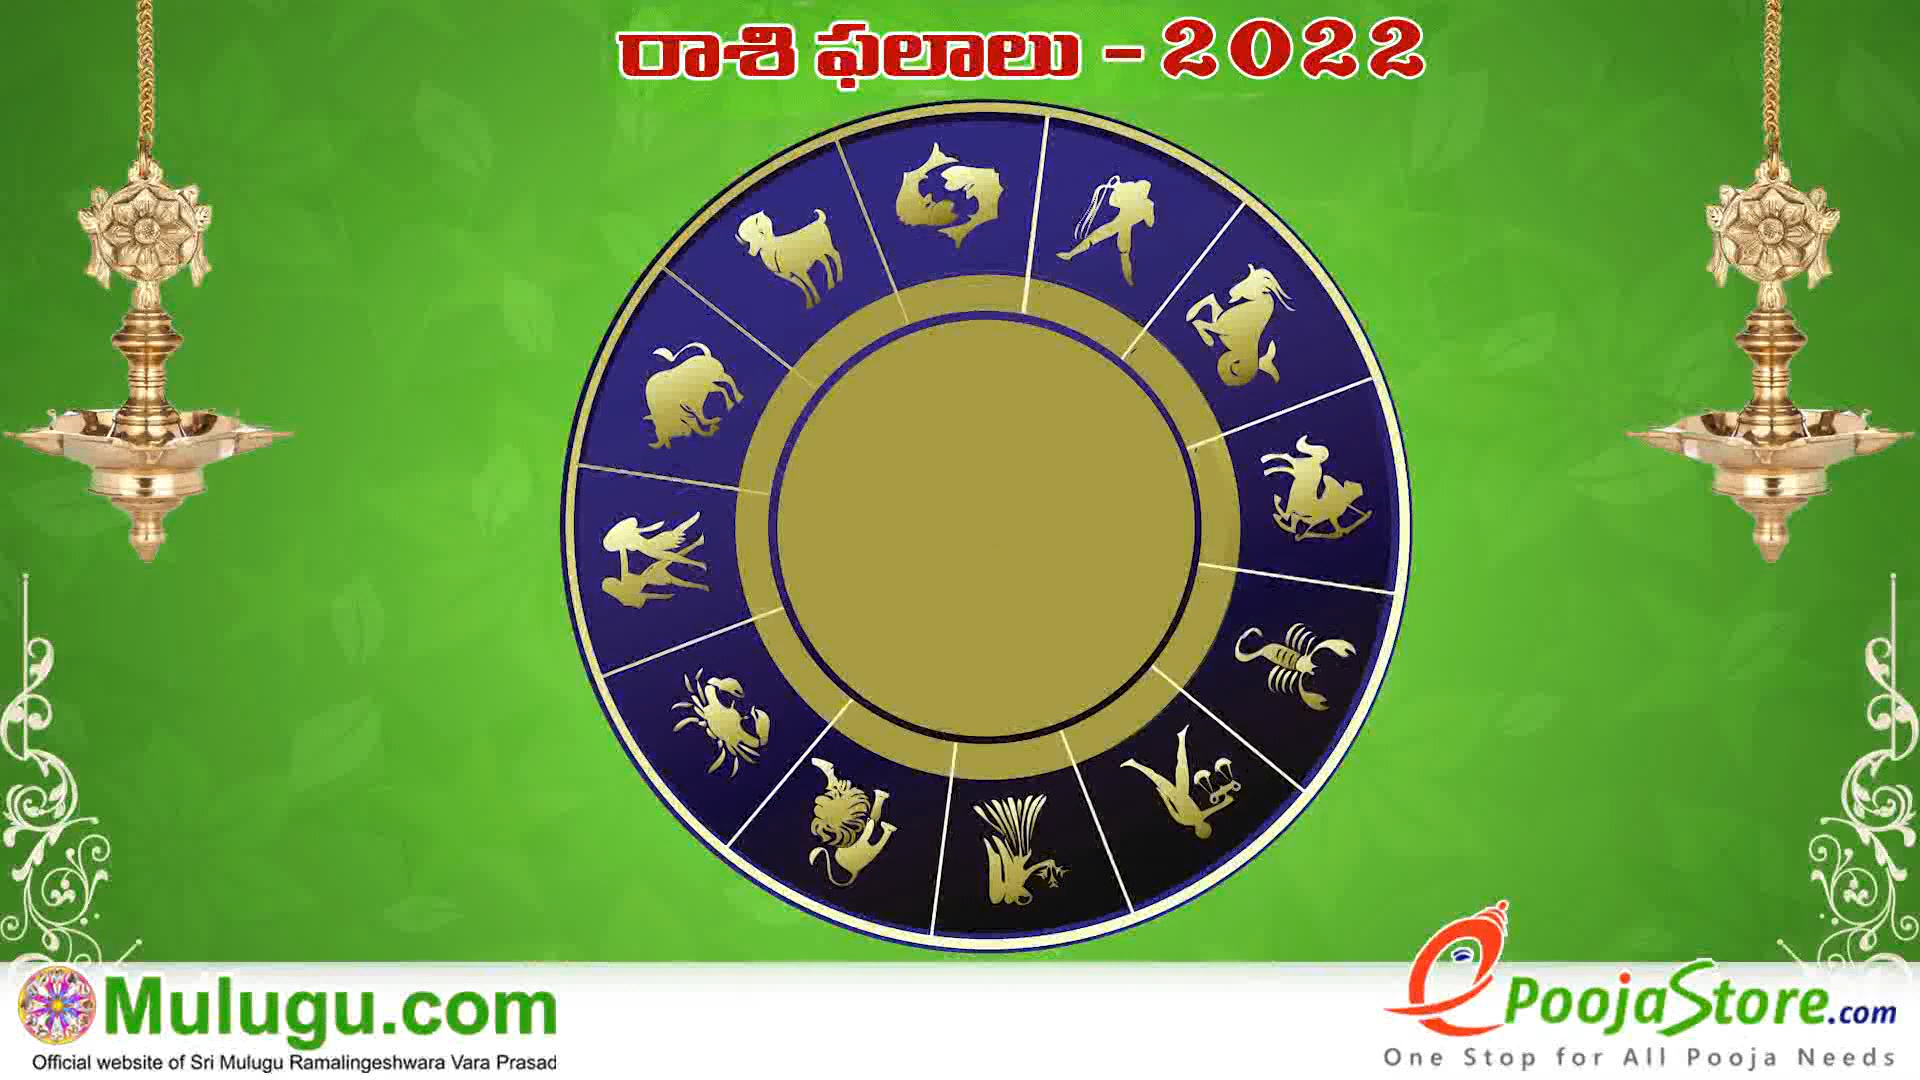 రాశి ఫలాలు - 2022
Mulugu.com
Official website of Sri Mulugu Ramalingeshwara Vara Prasad
ePoojaStore.com
One Stop for All Pooja Needs